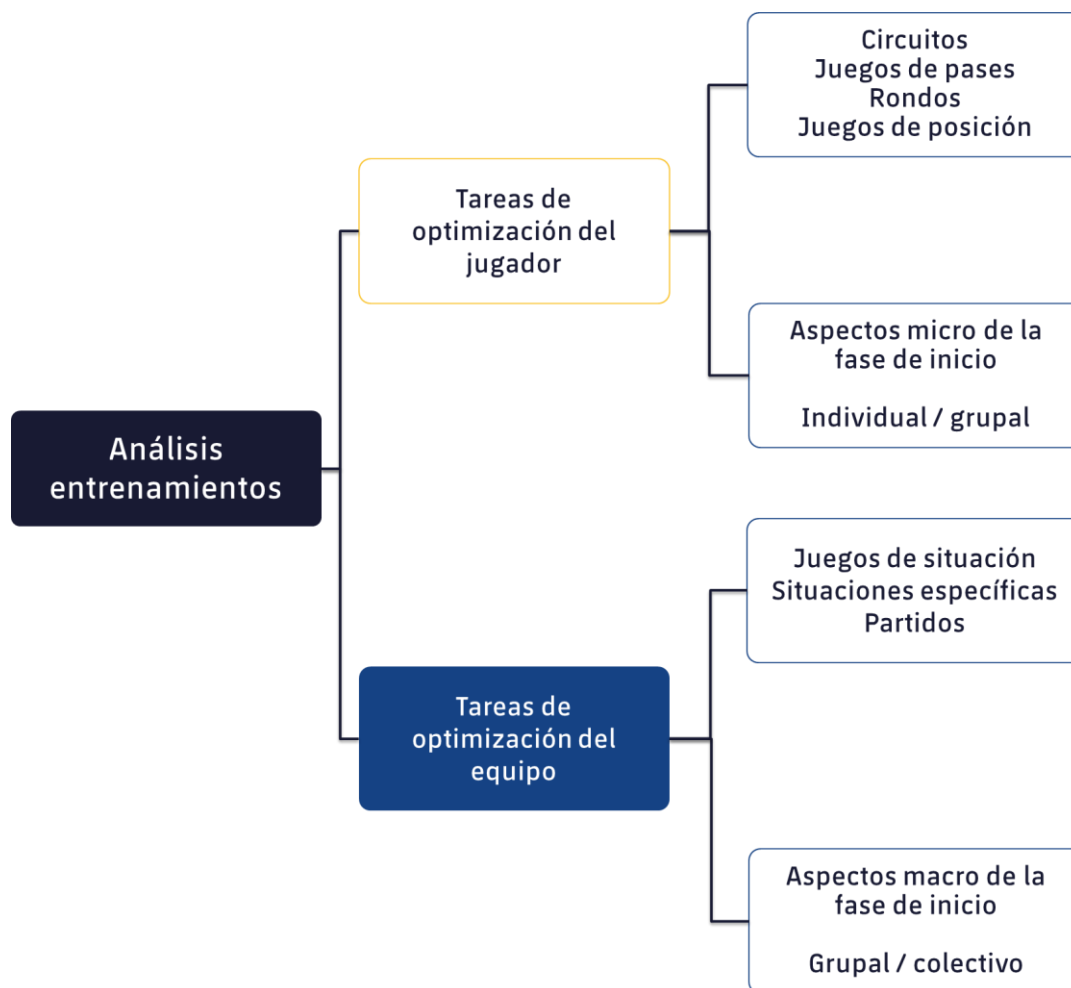 Análisis
entrenamientos
Tareas de
optimización del
jugador
Circuitos
Juegos de pases
Rondos
Juegos de posición
Aspectos micro de la
fase de inicio
Individual / grupal
Tareas de
optimización del
equipo
Juegos de situación
Situaciones específicas
Partidos
Aspectos macro de la
fase de inicio
Grupal / colectivo